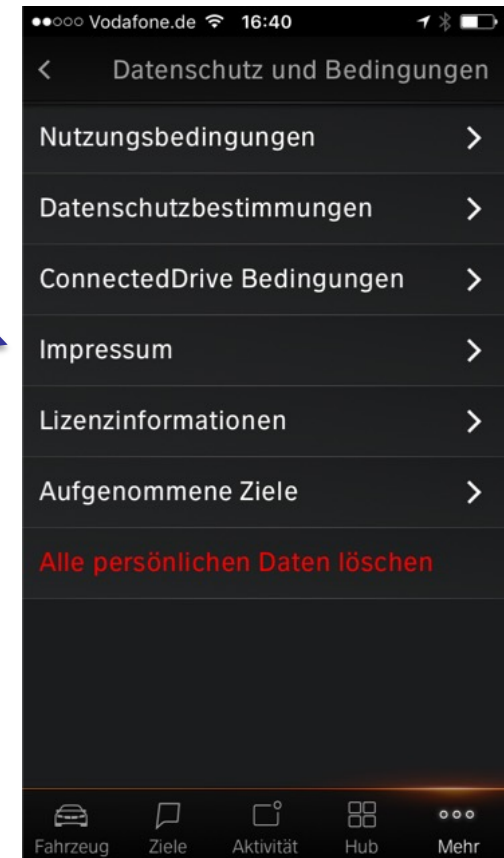 Vodafone.de 16:40
Datenschutz und Bedingungen
Nutzungsbedingungen
Datenschutzbestimmungen
ConnectedDrive Bedingungen
Impressum
Lizenzinformationen
Aufgenommene Ziele
Alle persönlichen Daten löschen
Fahrzeug Ziele Aktivität Hub Mehr